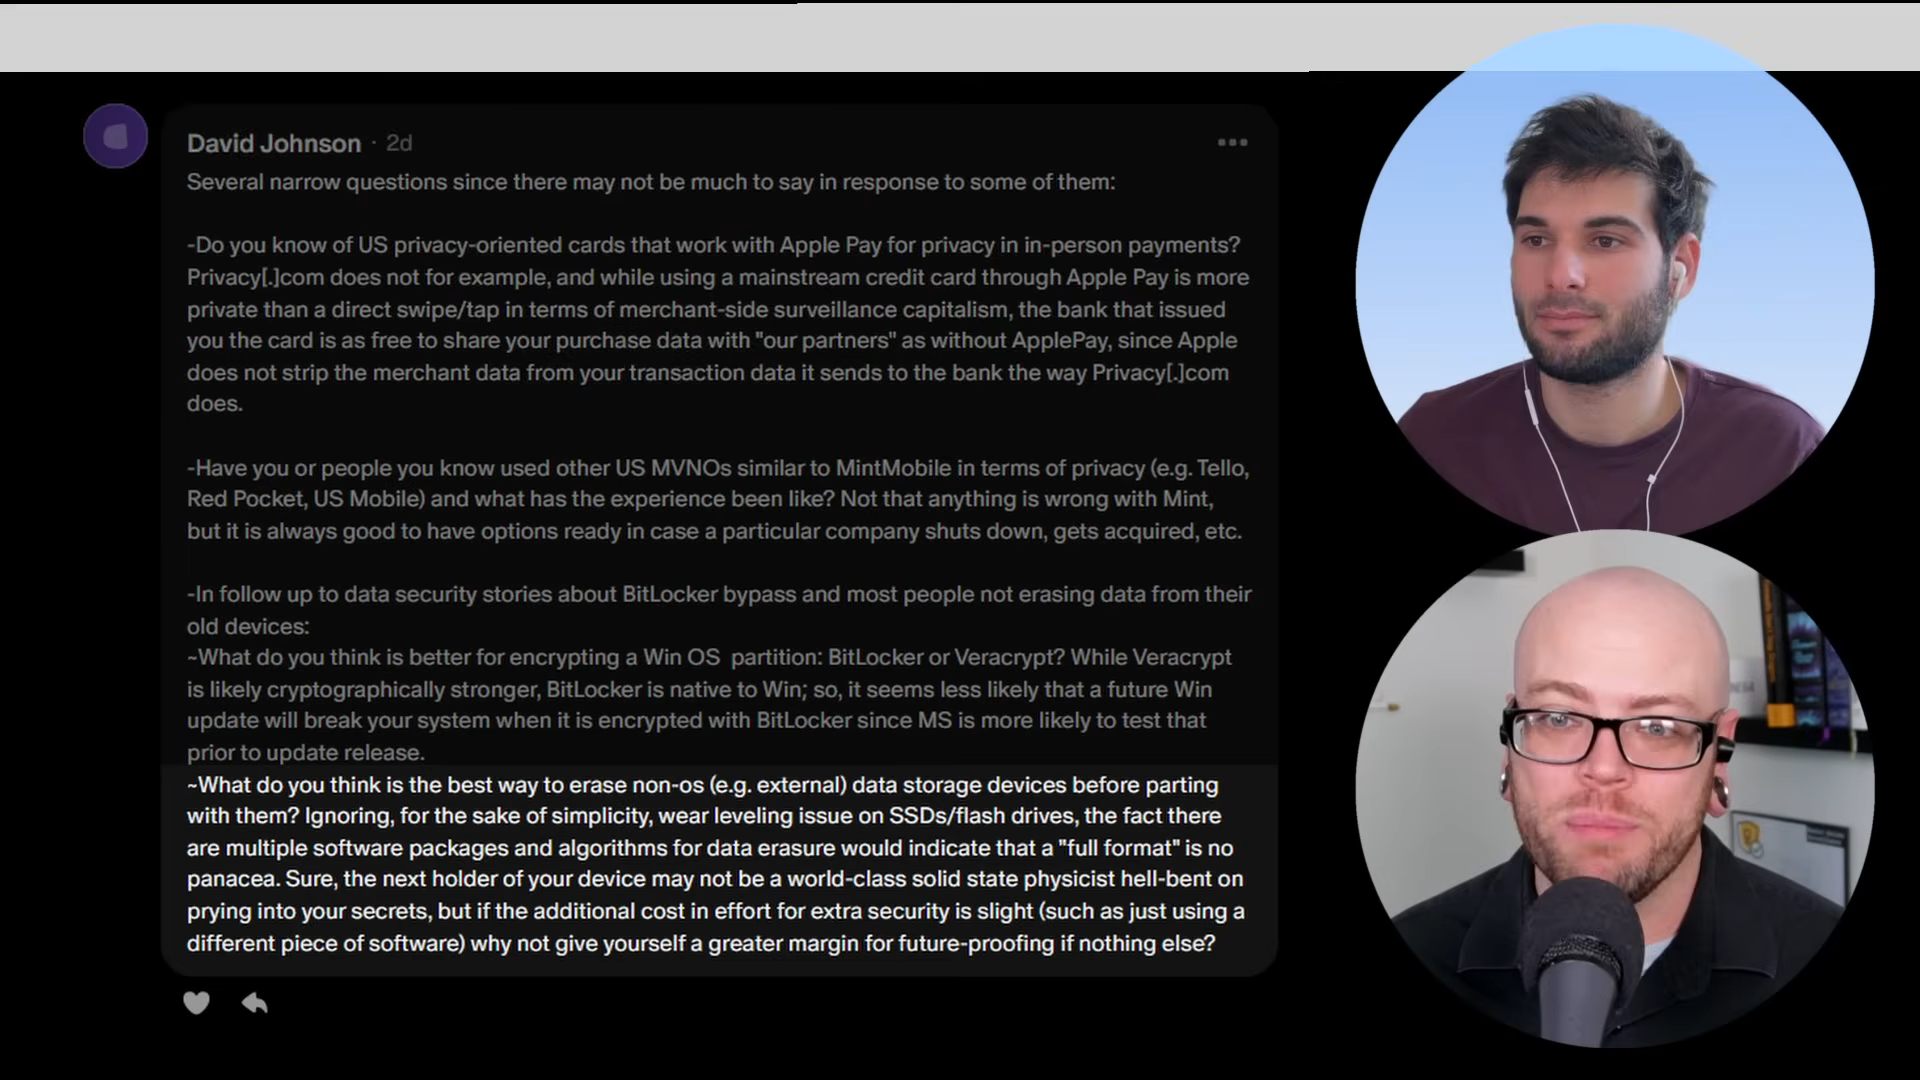 David Johnson · 2d
Several narrow questions since there may not be much to say in response to some of them:
-Do you know of US privacy-oriented cards that work with Apple Pay for privacy in in-person payments?
Privacy[.]com does not for example, and while using a mainstream credit card through Apple Pay is more
private than a direct swipe/tap in terms of merchant-side surveillance capitalism, the bank that issued
you the card is as free to share your purchase data with "our partners" as without ApplePay, since Apple
does not strip the merchant data from your transaction data it sends to the bank the way Privacy[.]com
does.
-Have you or people you know used other US MVNOs similar to MintMobile in terms of privacy (e.g. Tello,
Red Pocket, US Mobile) and what has the experience been like? Not that anything is wrong with Mint,
but it is always good to have options ready in case a particular company shuts down, gets acquired, etc.
-In follow up to data security stories about BitLocker bypass and most people not erasing data from their
old devices:
~What do you think is better for encrypting a Win OS  partition: BitLocker or Veracrypt? While Veracrypt
is likely cryptographically stronger, BitLocker is native to Win; so, it seems less likely that a future Win
update will break your system when it is encrypted with BitLocker since MS is more likely to test that
prior to update release.
~What do you think is the best way to erase non-os (e.g. external) data storage devices before parting
with them? Ignoring, for the sake of simplicity, wear leveling issue on SSDs/flash drives, the fact there
are multiple software packages and algorithms for data erasure would indicate that a "full format" is no
panacea. Sure, the next holder of your device may not be a world-class solid state physicist hell-bent on
prying into your secrets, but if the additional cost in effort for extra security is slight (such as just using a
different piece of software) why not give yourself a greater margin for future-proofing if nothing else?